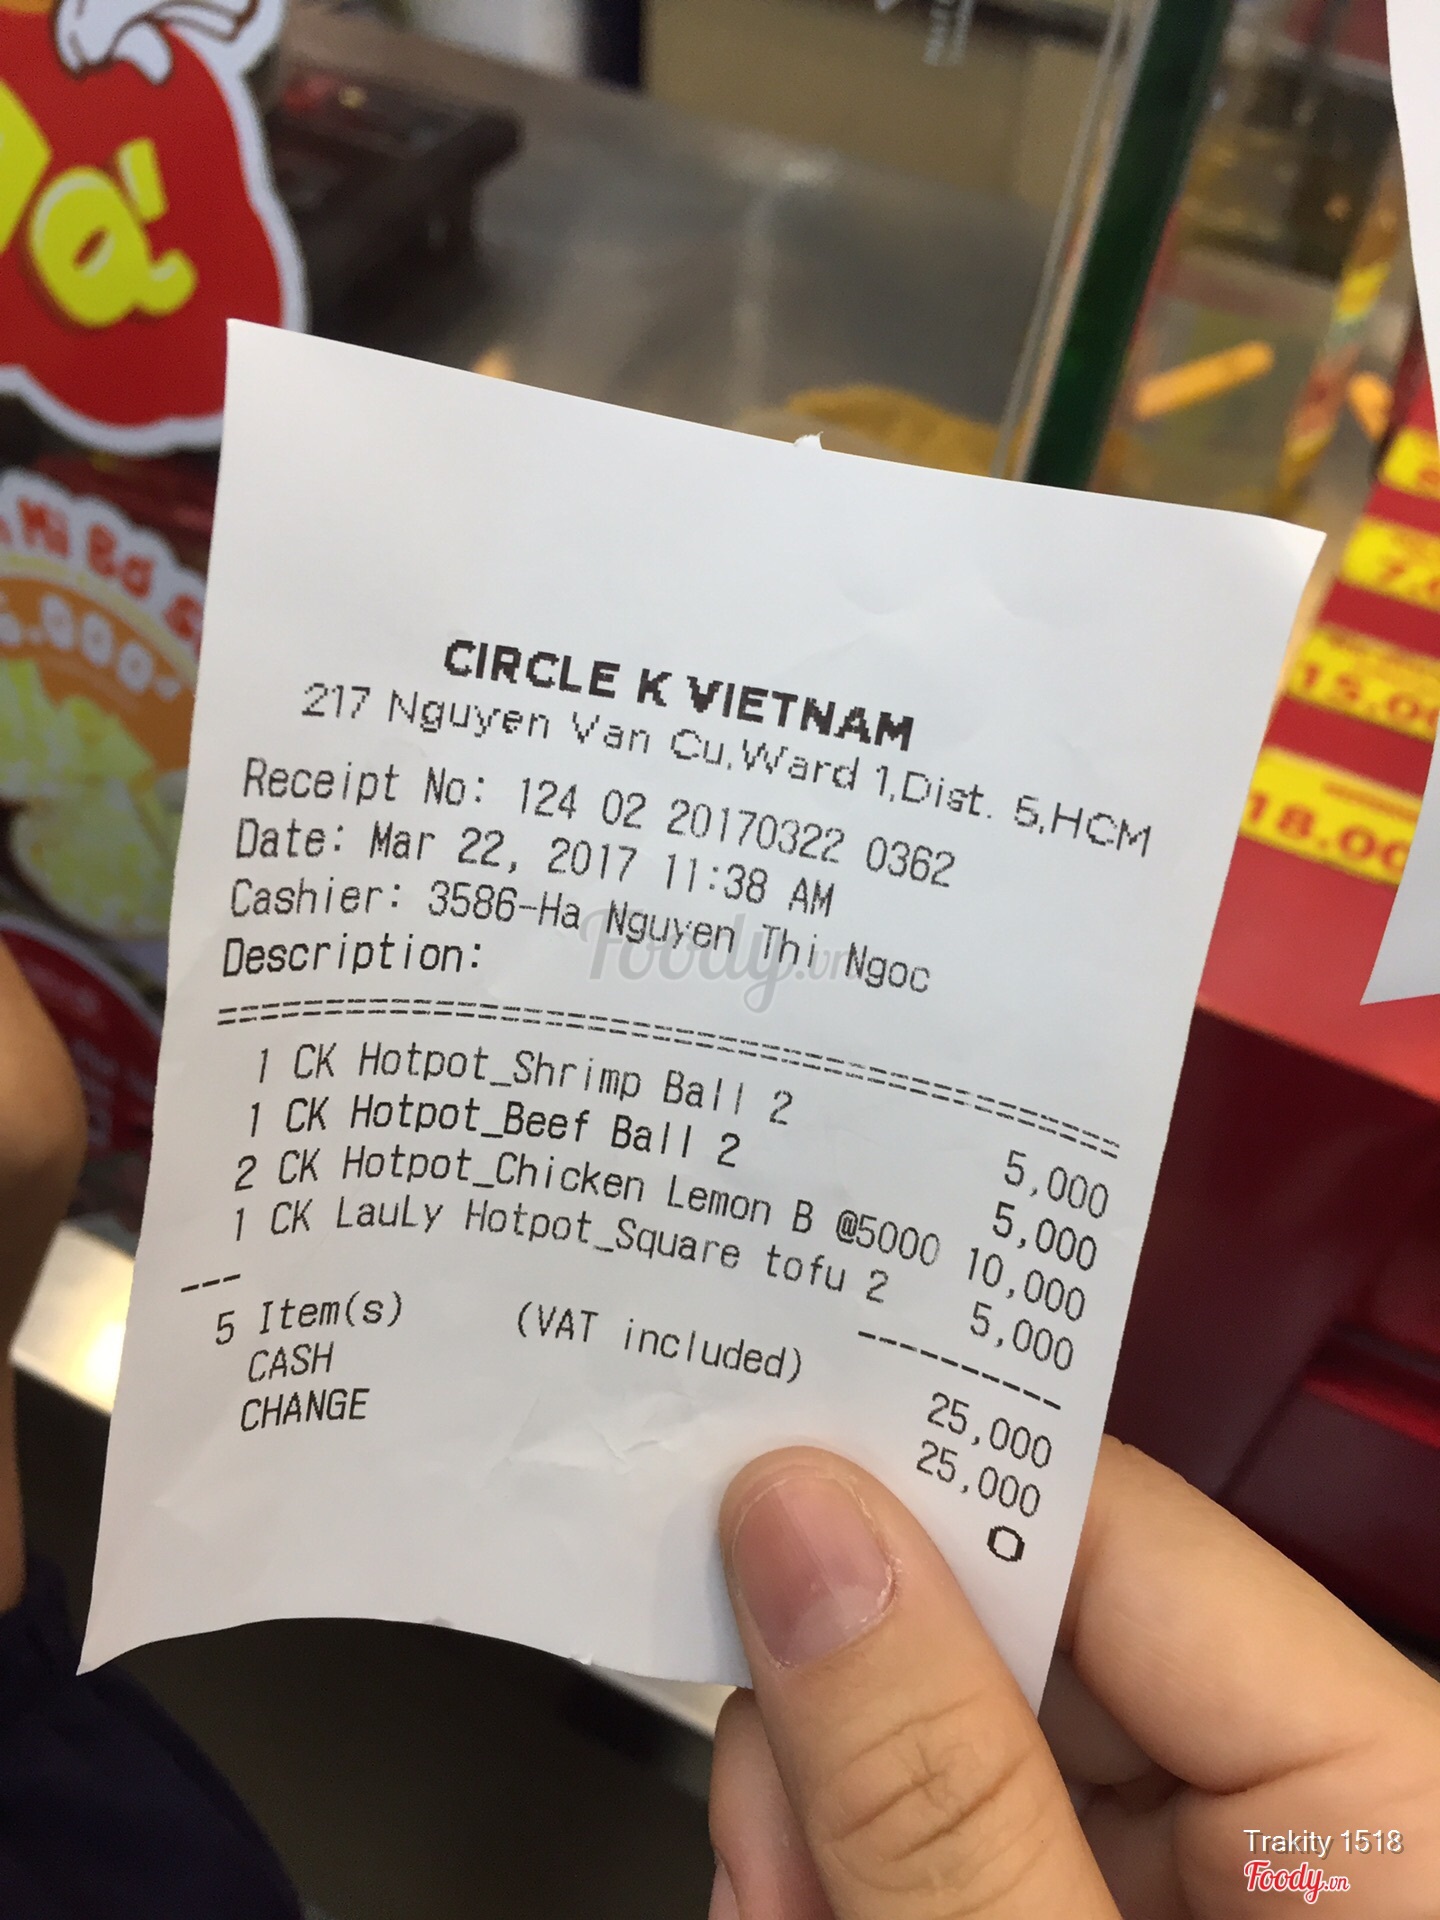 CIRCLE K VIETNAM
217 Nguyen Van Cu,Ward 1,Dist. 5,HCM
Receipt No: 124 02 20170322 0362
Date: Mar 22, 2017 11:38 AM
Cashier: 3586-Ha Nguyen Thi Ngoc
Description:
================================
1 CK Hotpot_Shrimp Ball 2 5,000
1 CK Hotpot_Beef Ball 2 5,000
2 CK Hotpot_Chicken Lemon B @5000 10,000
1 CK LauLy Hotpot_Square tofu 2 5,000
--- ----------
5 Item(s) (VAT included) 25,000
CASH 25,000
CHANGE 0
Foody.vn
15.00
18.00
Trakity 1518
Foody.vn